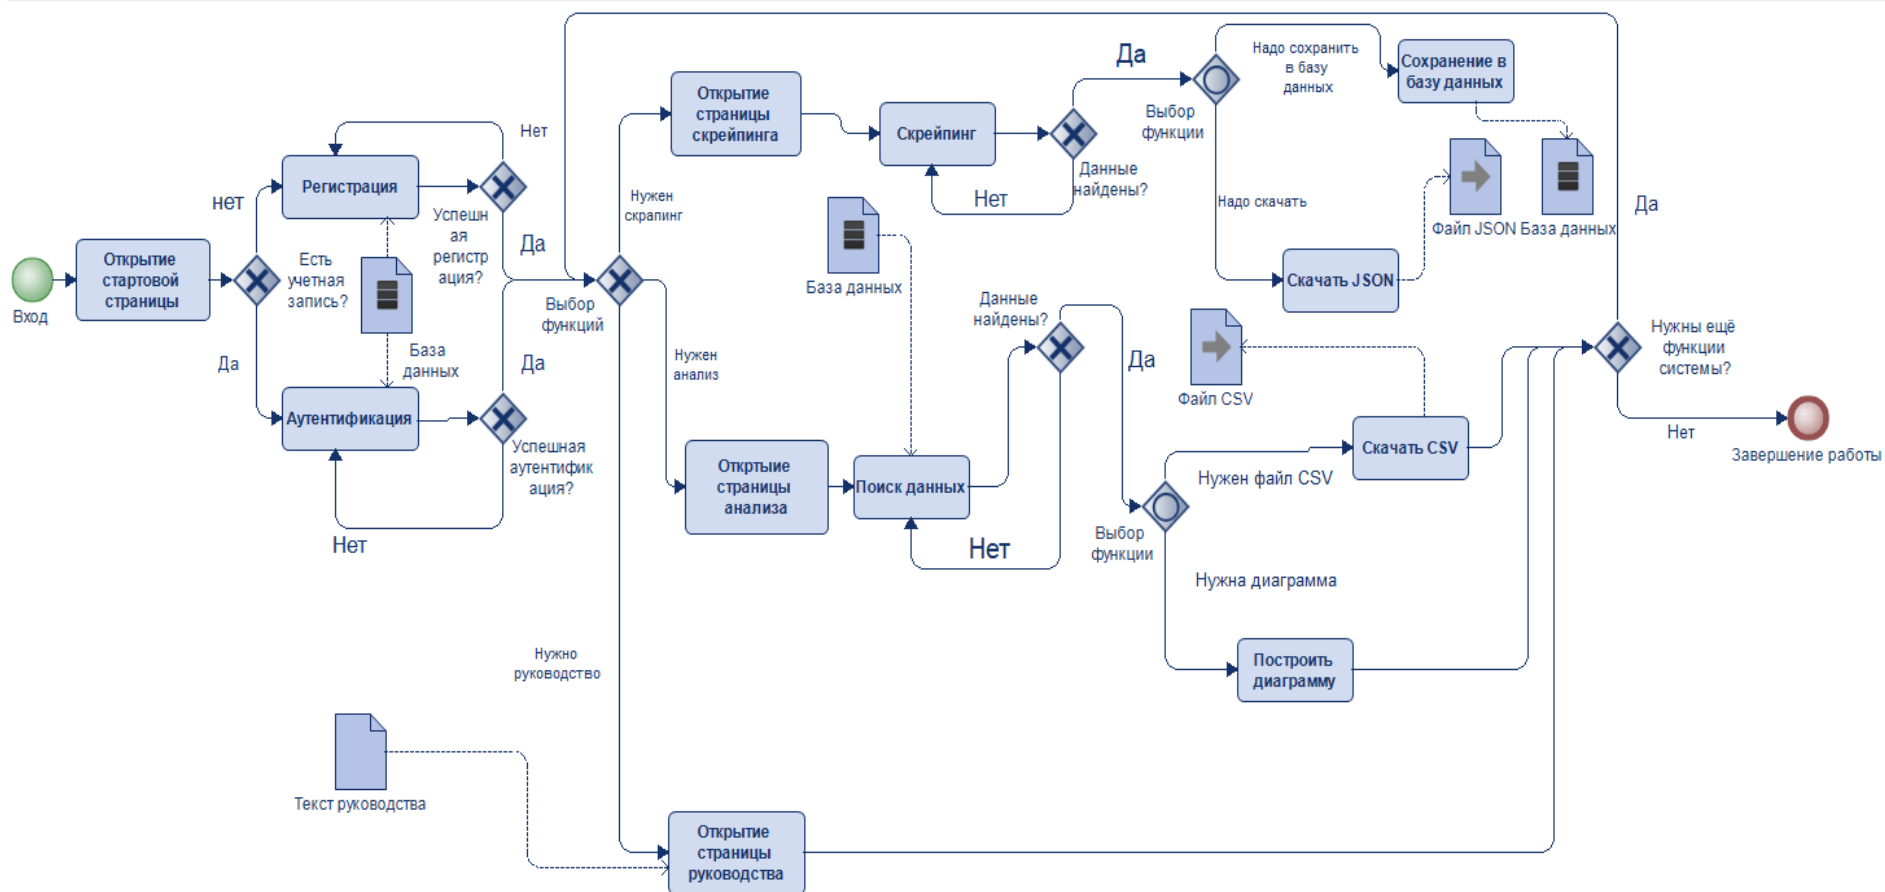 Вход
Открытие
стартовой
страницы
нет
Есть
учетная
запись?
Да
Регистрация
Нет
Успешн
ая
регистр
ация?
Да
База
данных
Аутентификация
Да
Успешная
аутентифик
ация?
Нет
Выбор
функций
Нужен
скрапинг
Открытие
страницы
скрейпинга
Скрейпинг
Данные
найдены?
Нет
Да
Выбор
функции
Надо сохранить
в базу
данных
Сохранение в
базу данных
Надо скачать
Скачать JSON
Файл JSON
База данных
Нужен
анализ
База данных
Откртыие
страницы
анализа
Поиск данных
Данные
найдены?
Нет
Да
Выбор
функции
Нужен файл CSV
Скачать CSV
Файл CSV
Нужна диаграмма
Построить
диаграмму
Нужно
руководство
Текст руководства
Открытие
страницы
руководства
Да
Нужны ещё
функции
системы?
Нет
Завершение работы